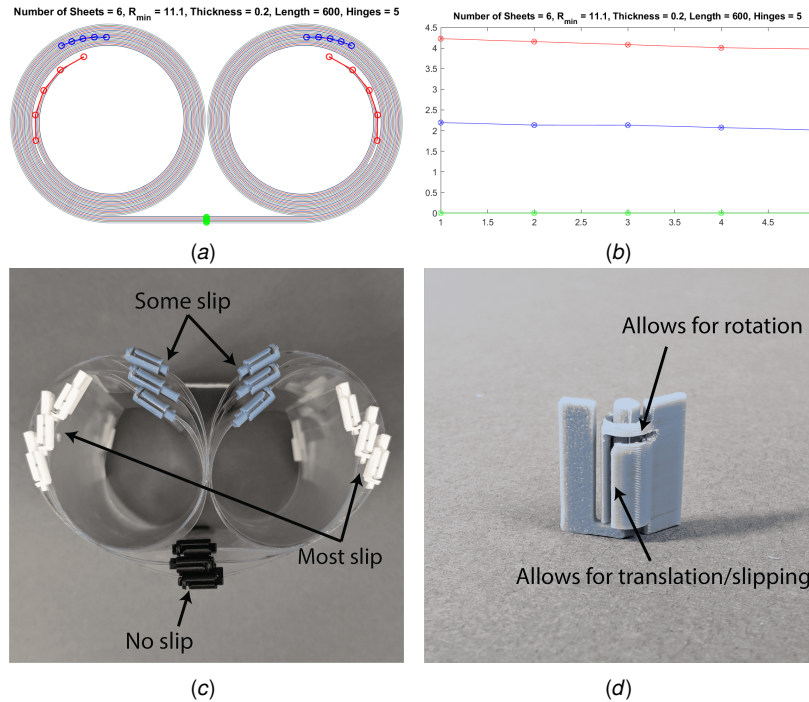 Number of Sheets = 6, R_min = 11.1, Thickness = 0.2, Length = 600, Hinges = 5
Number of Sheets = 6, R_min = 11.1, Thickness = 0.2, Length = 600, Hinges = 5
4.5
4
3.5
3
2.5
2
1.5
1
0.5
0
1 1.5 2 2.5 3 3.5 4 4.5
(a) (b)
Some slip
Most slip
No slip
Allows for rotation
Allows for translation/slipping
(c) (d)